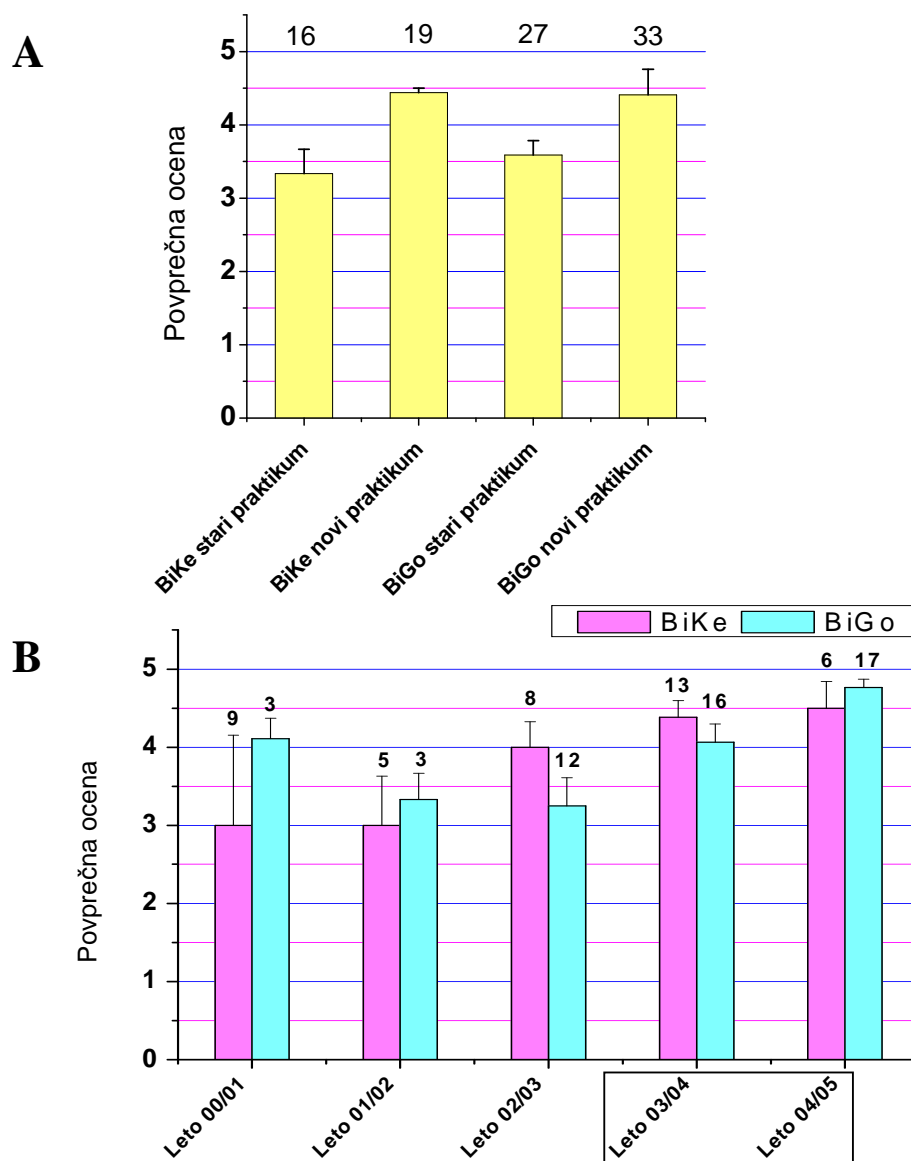 A
16 19 27 33
5
4
3
2
1
0
Povprečna ocena
BiKe stari praktikum
BiKe novi praktikum
BiGo stari praktikum
BiGo novi praktikum
BiKe BiGo
B
5
4
3
2
1
0
Povprečna ocena
9 3 5 3 8 12 13 16 6 17
Leto 00/01
Leto 01/02
Leto 02/03
Leto 03/04
Leto 04/05